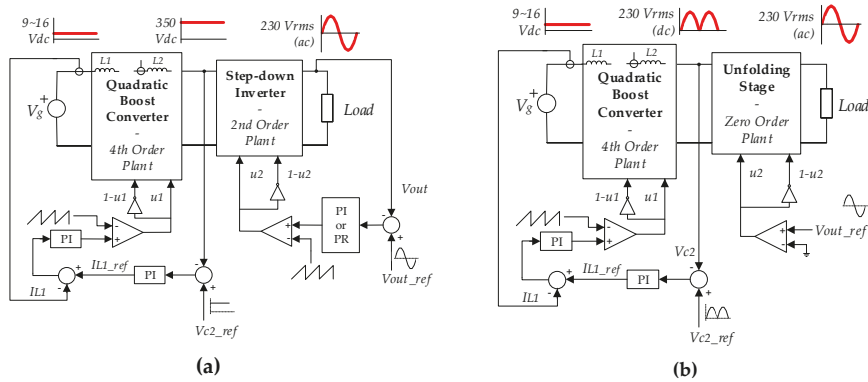 9~16
Vdc
350
Vdc
230 Vrms
(ac)
L1
L2
Quadratic
Boost
Converter
-
4th Order
Plant
Step-down
Inverter
-
2nd Order
Plant
Vg
+
Load
1-u1
u1
u2
1-u2
Vout
-
+
PI
+
-
PI
or
PR
-
+
Vout_ref
IL1_ref
PI
+
-
IL1
-
+
Vc2_ref
(a)
9~16
Vdc
230 Vrms
(dc)
230 Vrms
(ac)
L1
L2
Quadratic
Boost
Converter
-
4th Order
Plant
Unfolding
Stage
-
Zero Order
Plant
Vg
+
Load
1-u1
u1
u2
1-u2
-
+
PI
Vc2
+
-
Vout_ref
IL1_ref
PI
+
-
IL1
-
+
Vc2_ref
(b)